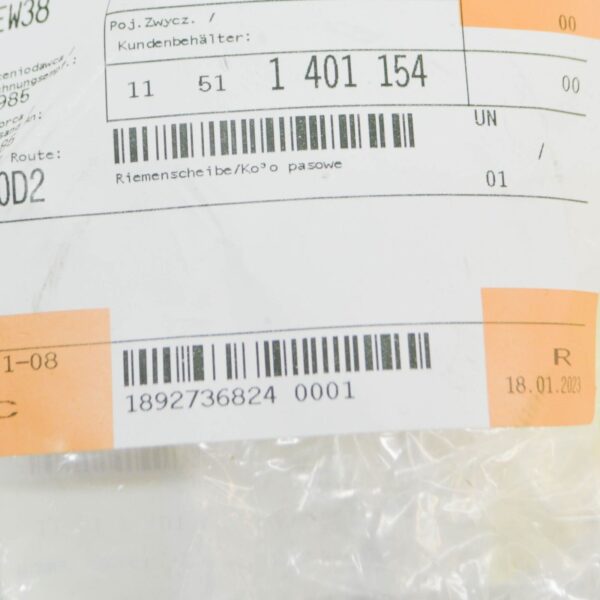 EW38
Poj.Zwycz. /
Kundenbehälter:
00
11 51 1 401 154
00
985
UN
/
Route:
Riemenscheibe/Ko³o pasowe
01
0D2
1-08
R
1892736824 0001
18.01.2023
C